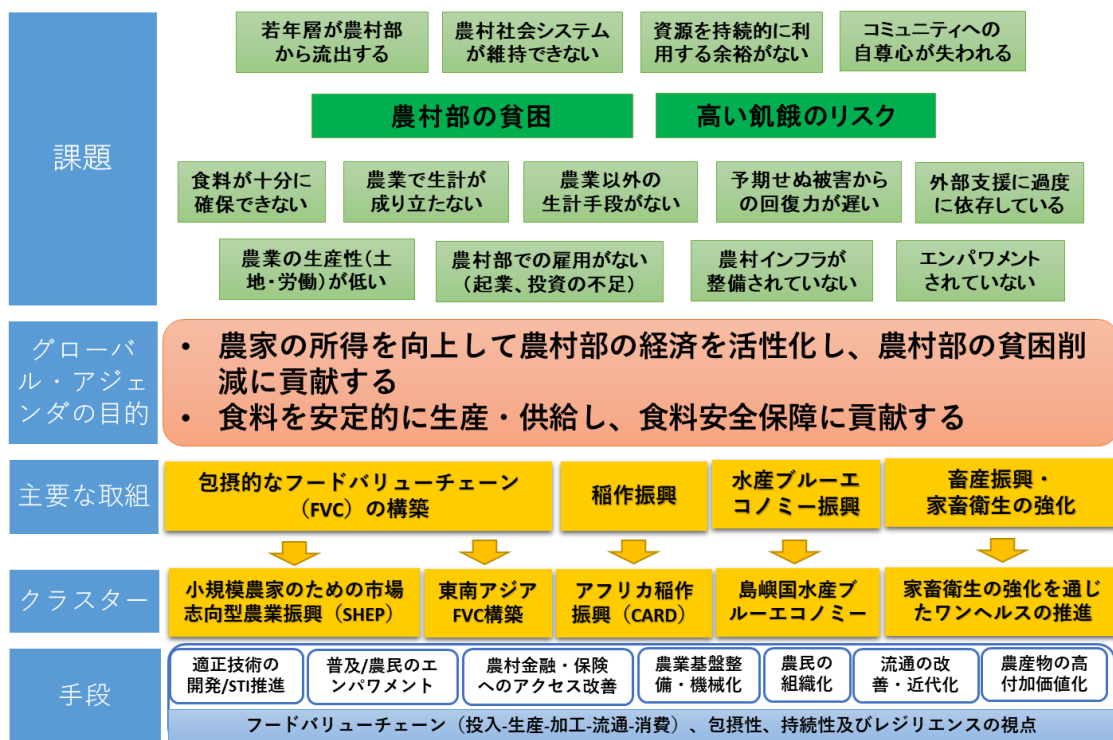 課題
若年層が農村部
から流出する
農村社会システム
が維持できない
資源を持続的に利
用する余裕がない
コミュニティへの
自尊心が失われる
農村部の貧困
高い飢餓のリスク
食料が十分に
確保できない
農業で生計が
成り立たない
農業以外の
生計手段がない
予期せぬ被害から
の回復力が遅い
外部支援に過度
に依存している
農業の生産性(土
地・労働)が低い
農村部での雇用がない
(起業、投資の不足)
農村インフラが
整備されていない
エンパワメント
されていない
グローバ
ル・アジェ
ンダの目的
• 農家の所得を向上して農村部の経済を活性化し、農村部の貧困削
減に貢献する
• 食料を安定的に生産・供給し、食料安全保障に貢献する
主要な取組
包摂的なフードバリューチェーン
(FVC)の構築
稲作振興
水産ブルーエ
コノミー振興
畜産振興・
家畜衛生の強化
クラスター
小規模農家のための市場
志向型農業振興(SHEP)
東南アジア
FVC構築
アフリカ稲作
振興(CARD)
島嶼国水産ブ
ルーエコノミー
家畜衛生の強化を通じ
たワンヘルスの推進
手段
適正技術の
開発/STI推進
普及/農民のエ
ンパワメント
農村金融・保険
へのアクセス改善
農業基盤整
備・機械化
農民の
組織化
流通の改
善・近代化
農産物の高
付加価値化
フードバリューチェーン(投入-生産-加工-流通-消費)、包摂性、持続性及びレジリエンスの視点